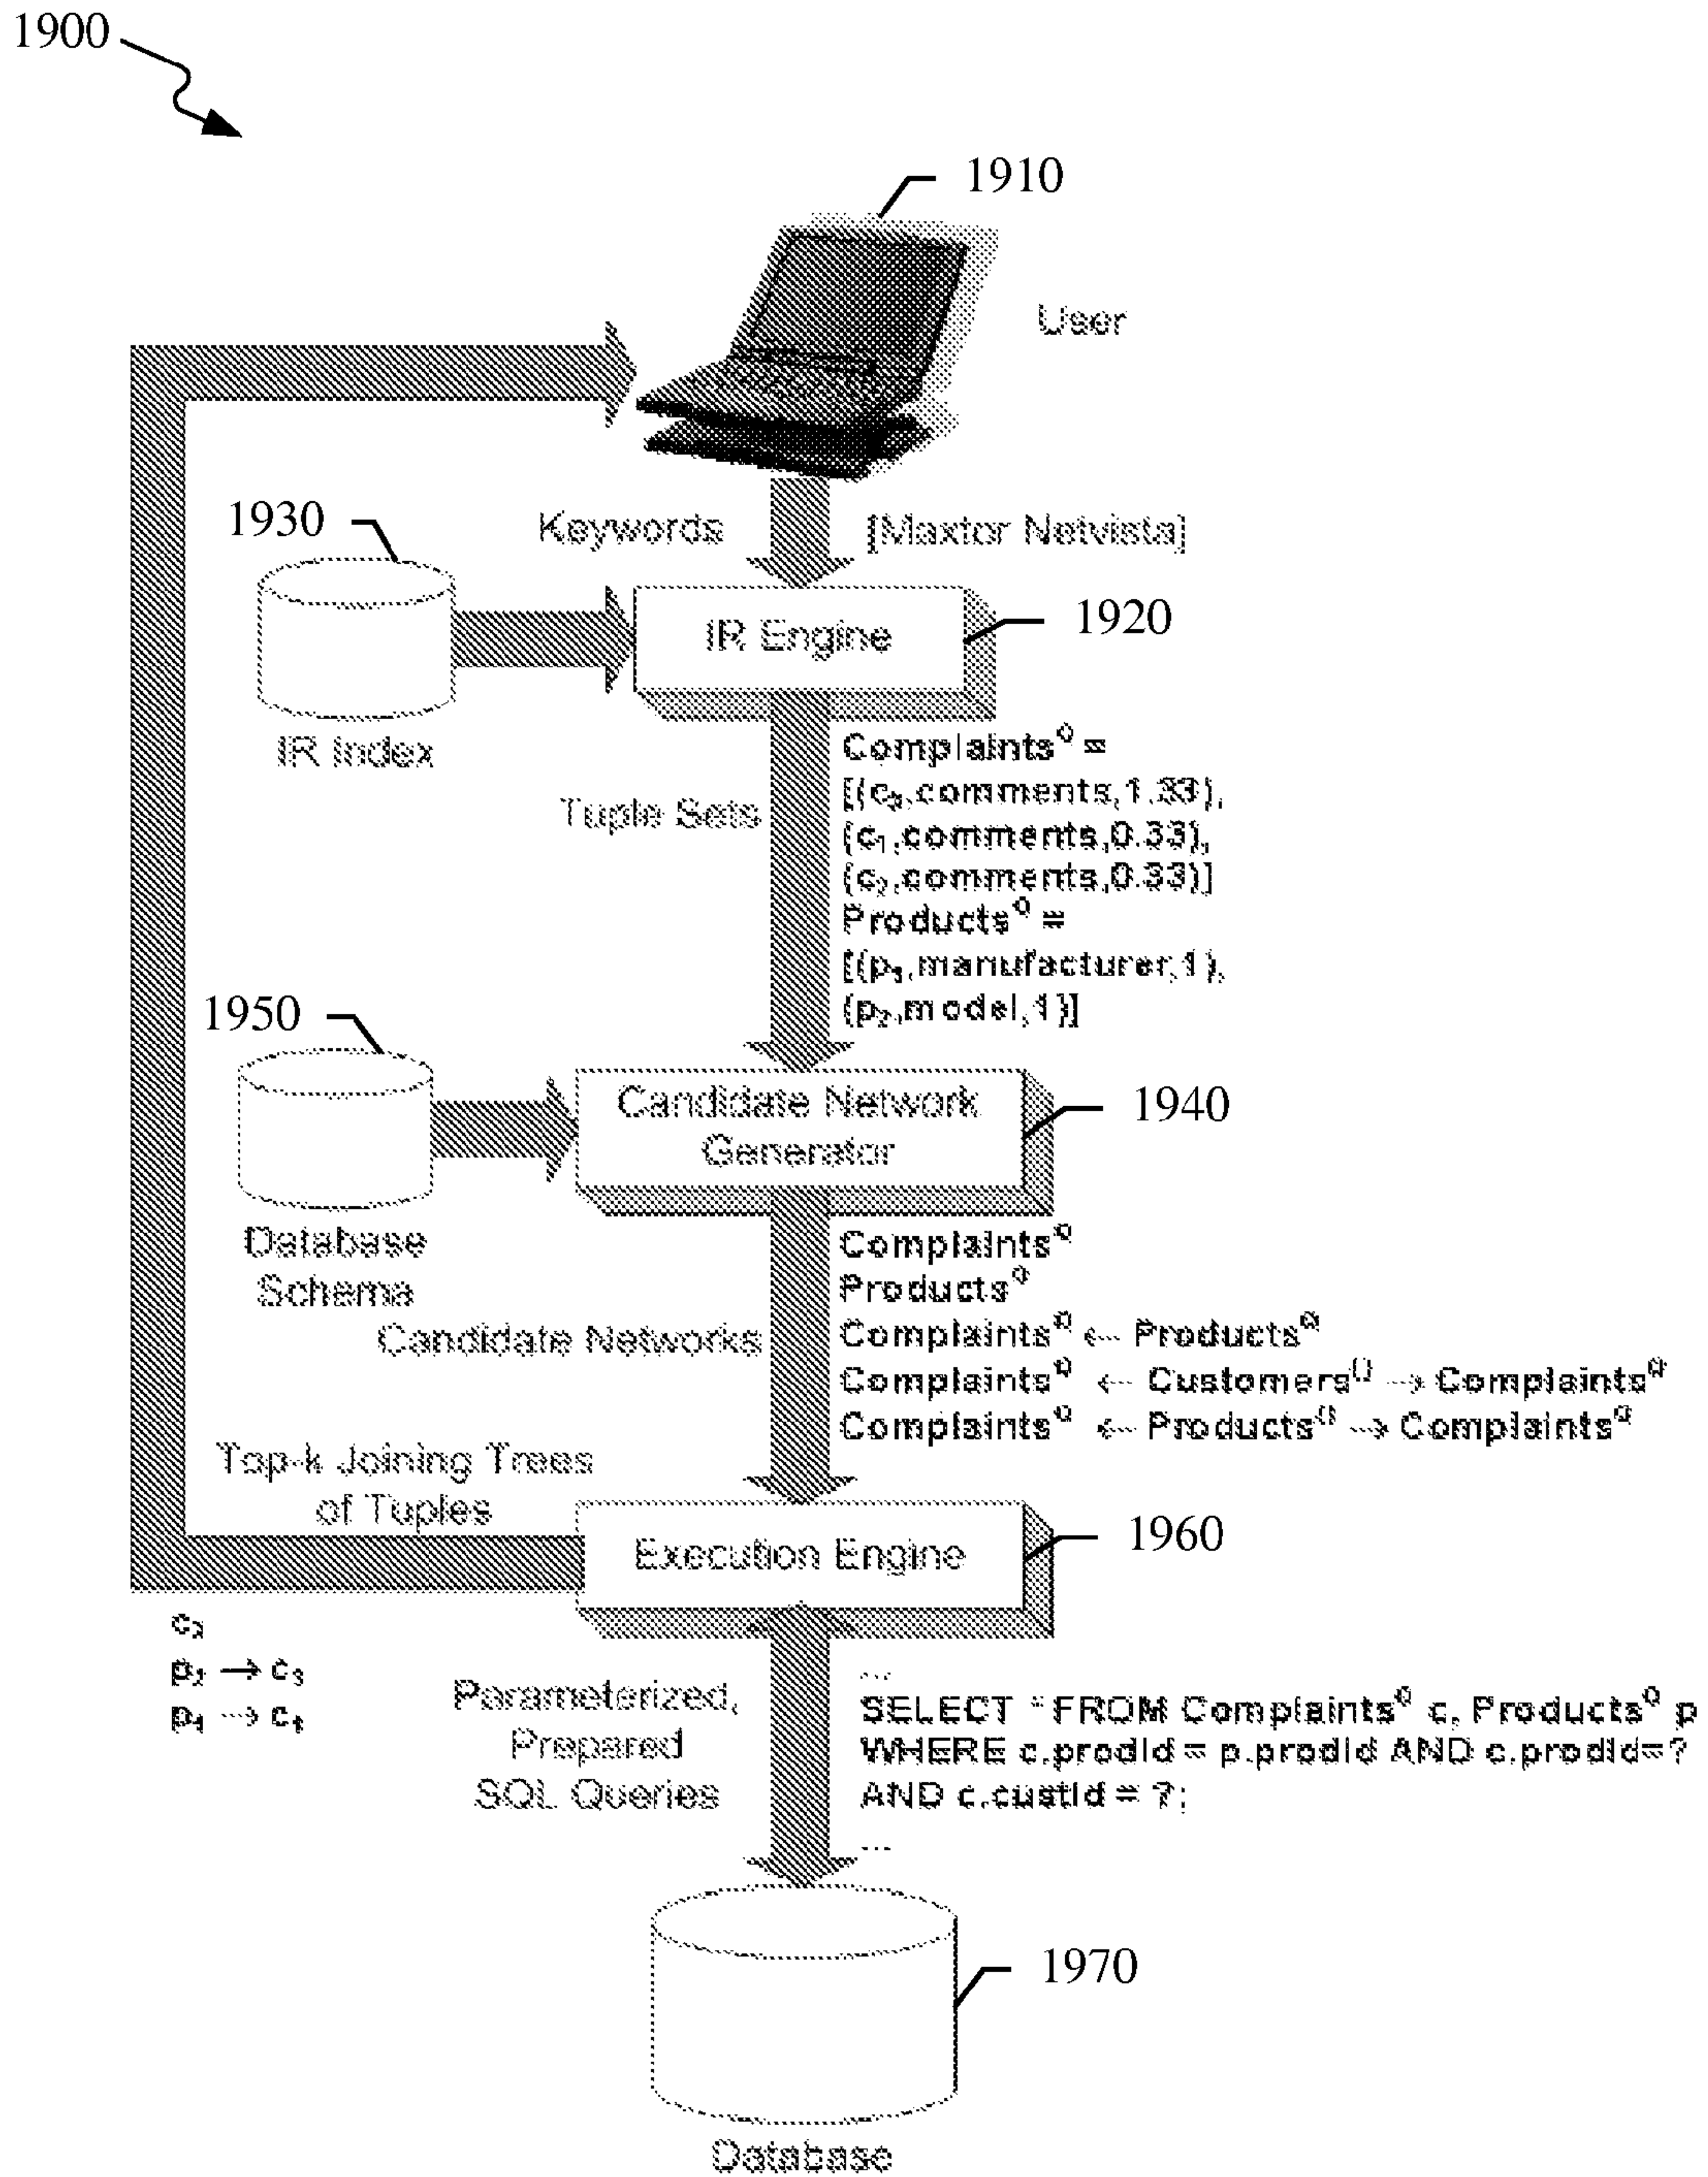 1900
1910
User
Keywords
[Maxtor Netvista]
1930
IR Engine
1920
IR Index
Tuple Sets
Complaints^Q =
[(c₃,comments,1.33),
(c₁,comments,0.33),
(c₂,comments,0.33)]
Products^Q =
[(p₁,manufacturer,1),
(p₂,model,1)]
1950
Candidate Network
Generator
1940
Database
Schema
Candidate Networks
Complaints^Q
Products^Q
Complaints^Q ← Products^Q
Complaints^Q ← Customers^{} → Complaints^Q
Complaints^Q ← Products^{} → Complaints^Q
Top-k Joining Trees
of Tuples
Execution Engine
1960
c₃
p₂ → c₃
p₁ → c₁
Parameterized,
Prepared
SQL Queries
...
SELECT * FROM Complaints^Q c, Products^Q p
WHERE c.prodId = p.prodId AND c.prodId=?
AND c.custId = ?;
...
1970
Database